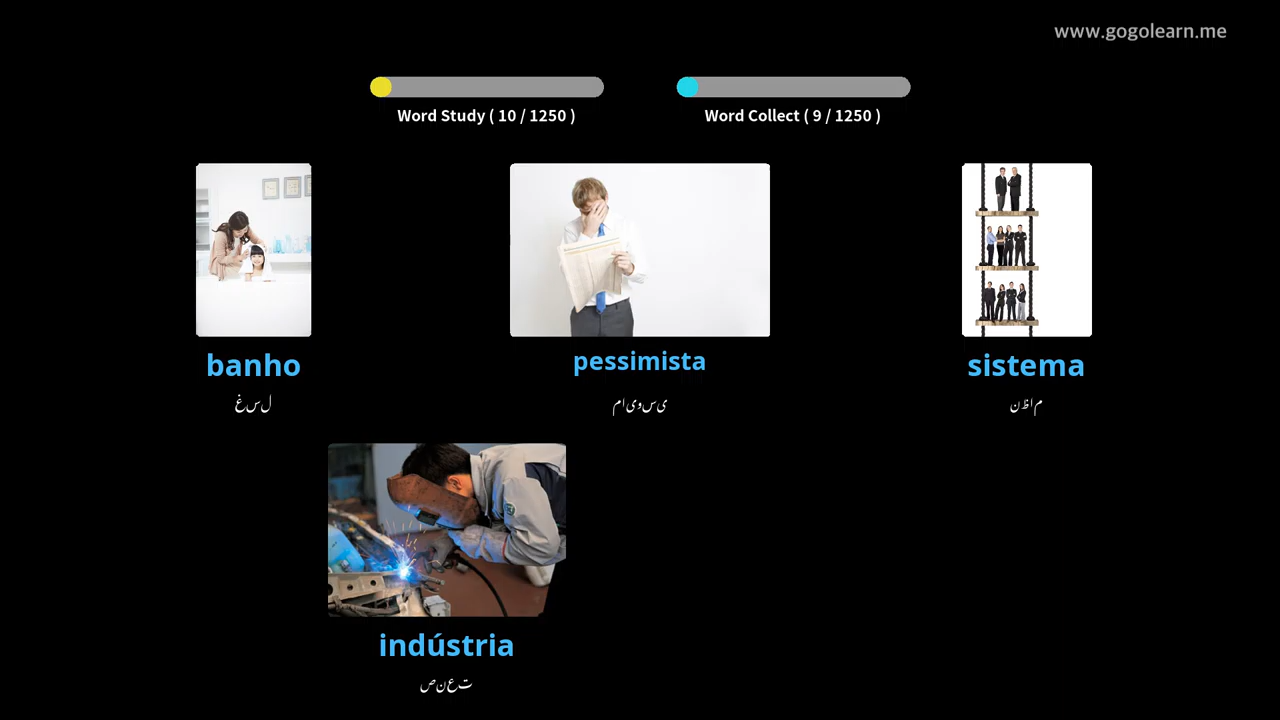 www.gogolearn.me
Word Study ( 10 / 1250 )
Word Collect ( 9 / 1250 )
banho
غسل
pessimista
مایوسی
sistema
نظام
indústria
صنعت